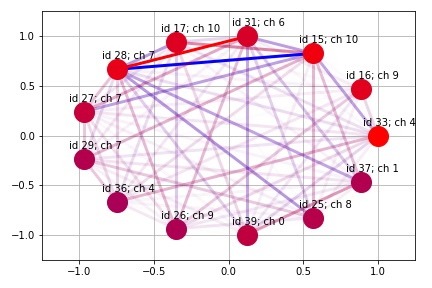 id 31; ch 6
id 17; ch 10
id 15; ch 10
id 28; ch 7
id 16; ch 9
id 27; ch 7
id 33; ch 4
id 29; ch 7
id 37; ch 1
id 36; ch 4
id 25; ch 8
id 26; ch 9
id 39; ch 0
1.0
0.5
0.0
−0.5
−1.0
−1.0 −0.5 0.0 0.5 1.0